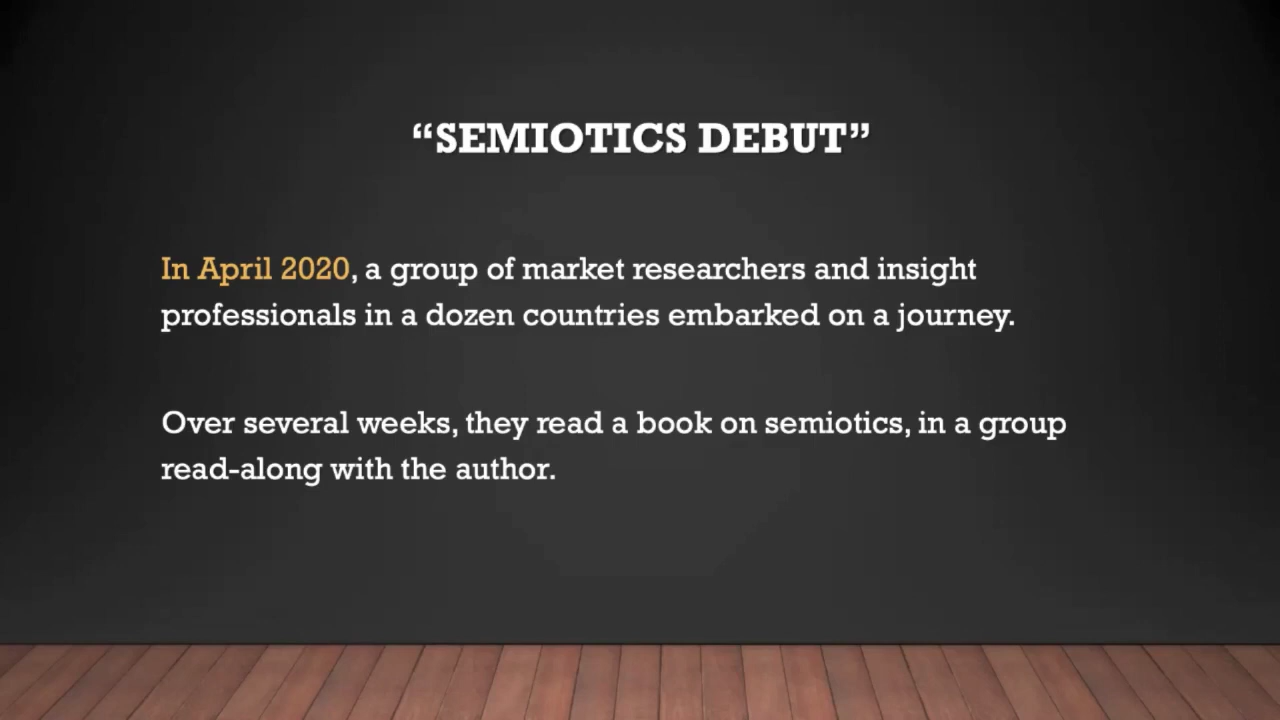 “SEMIOTICS DEBUT”
In April 2020, a group of market researchers and insight
professionals in a dozen countries embarked on a journey.
Over several weeks, they read a book on semiotics, in a group
read-along with the author.